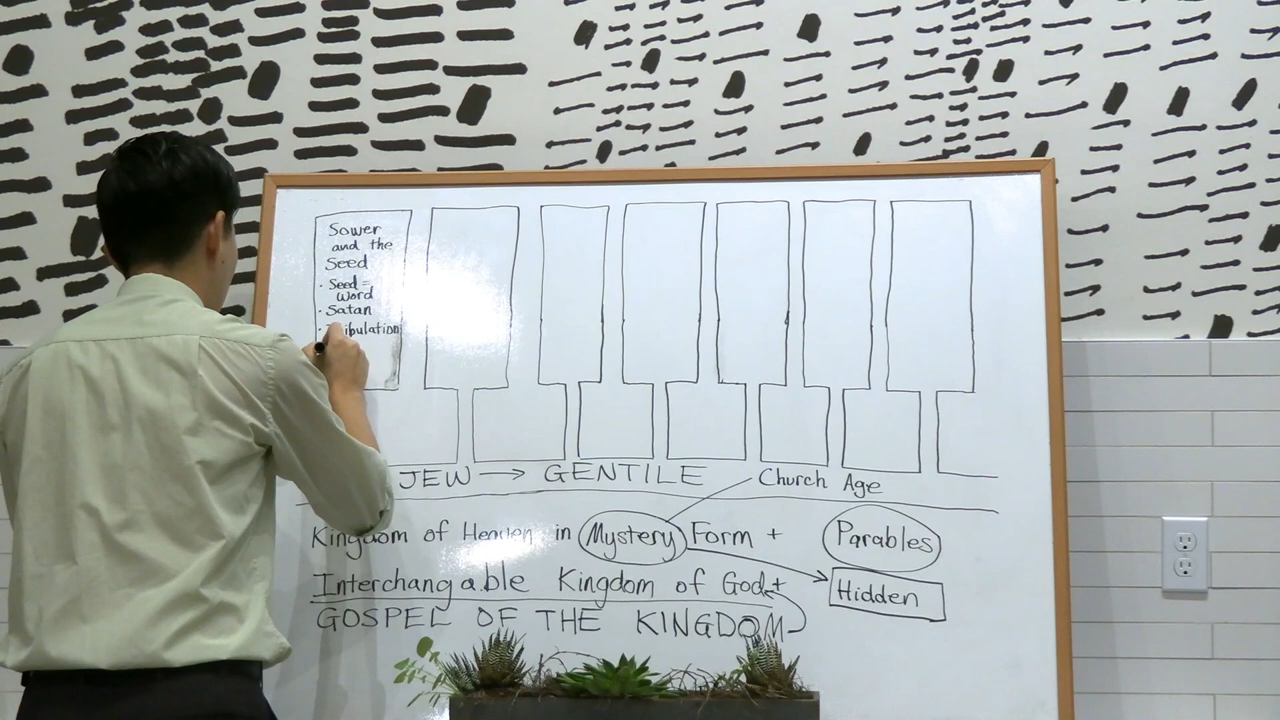 Sower
and the
Seed
· Seed =
Word
· Satan
JEW → GENTILE
Church Age
Kingdom of Heaven in Mystery Form + Parables
Interchangable Kingdom of God +
Hidden
GOSPEL OF THE KINGDOM